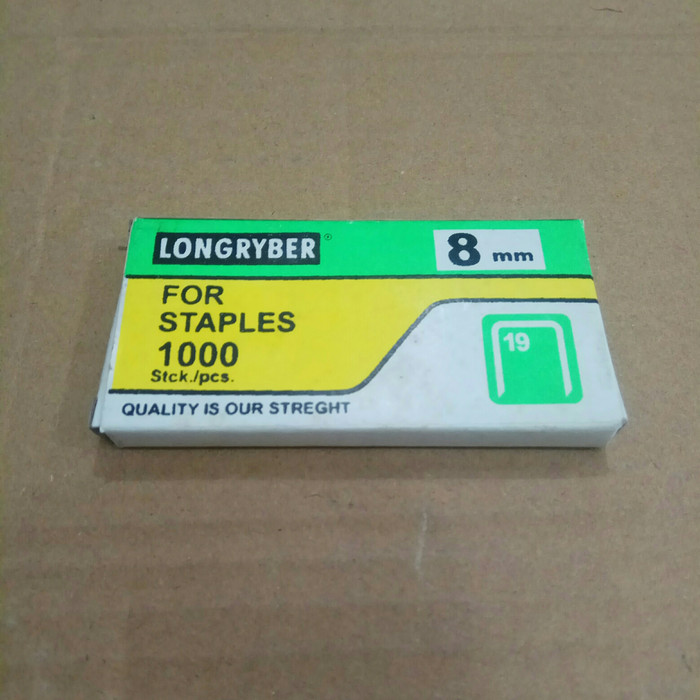 LONGRYBER®
8 mm
FOR
STAPLES
1000
Stck./pcs.
19
QUALITY IS OUR STREGHT